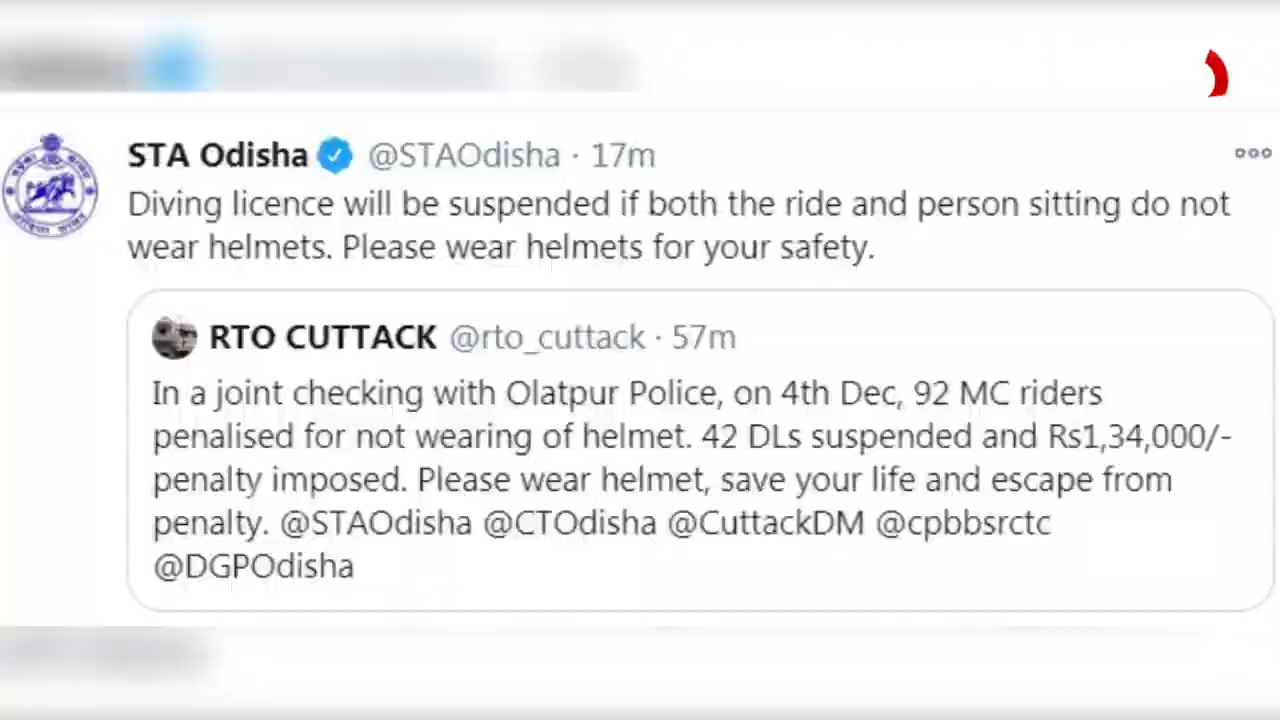 STA Odisha @STAOdisha · 17m
Diving licence will be suspended if both the ride and person sitting do not
wear helmets. Please wear helmets for your safety.
RTO CUTTACK @rto_cuttack · 57m
In a joint checking with Olatpur Police, on 4th Dec, 92 MC riders
penalised for not wearing of helmet. 42 DLs suspended and Rs1,34,000/-
penalty imposed. Please wear helmet, save your life and escape from
penalty. @STAOdisha @CTOdisha @CuttackDM @cpbbsrctc
@DGPOdisha